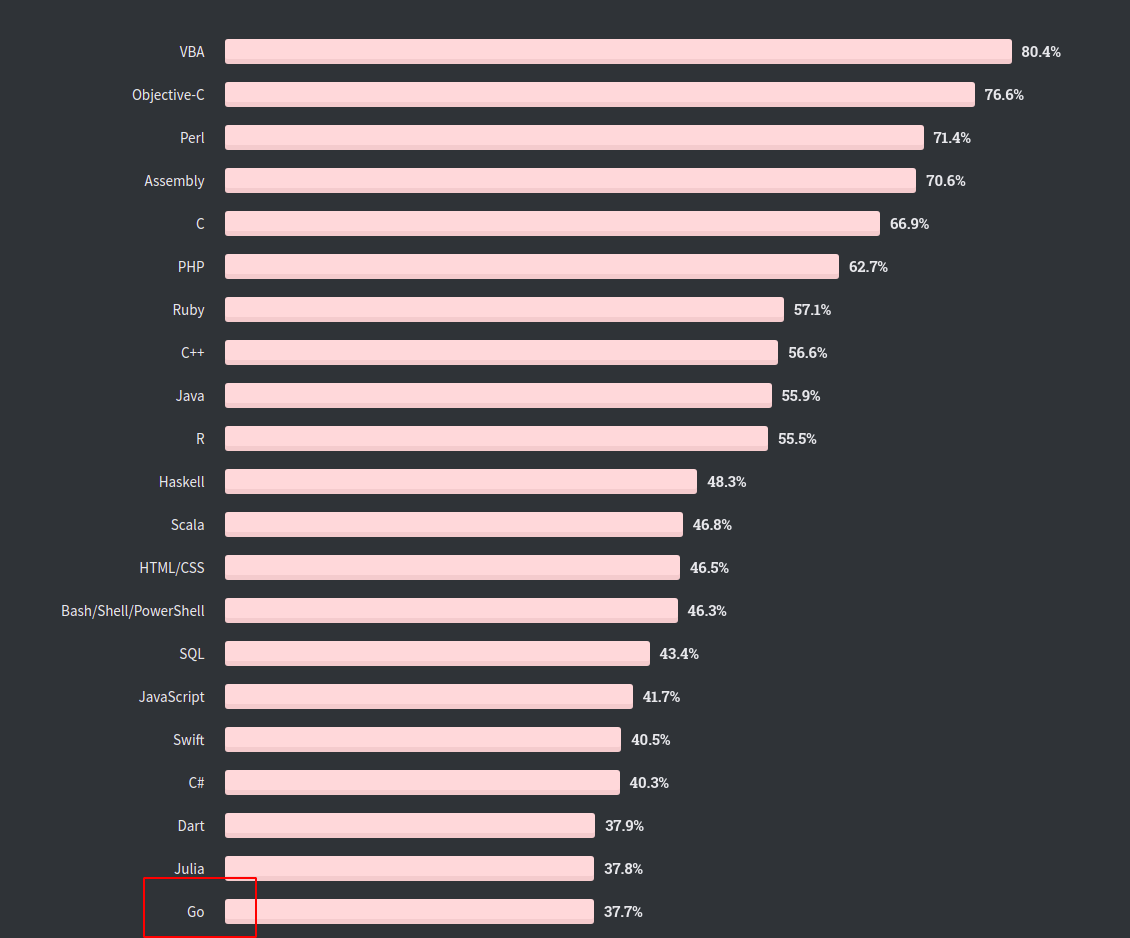 VBA 80.4%
Objective-C 76.6%
Perl 71.4%
Assembly 70.6%
C 66.9%
PHP 62.7%
Ruby 57.1%
C++ 56.6%
Java 55.9%
R 55.5%
Haskell 48.3%
Scala 46.8%
HTML/CSS 46.5%
Bash/Shell/PowerShell 46.3%
SQL 43.4%
JavaScript 41.7%
Swift 40.5%
C# 40.3%
Dart 37.9%
Julia 37.8%
Go 37.7%